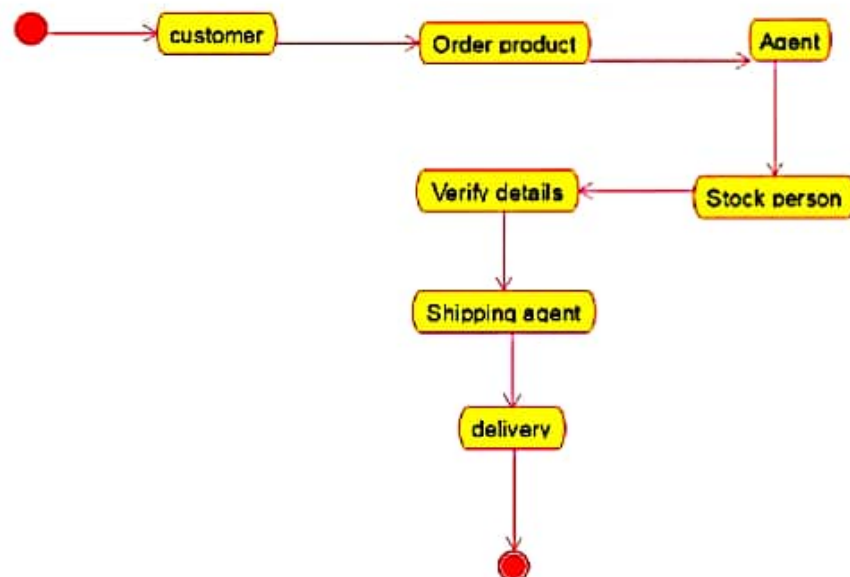 customer
Order product
Agent
Stock person
Verify details
Shipping agent
delivery